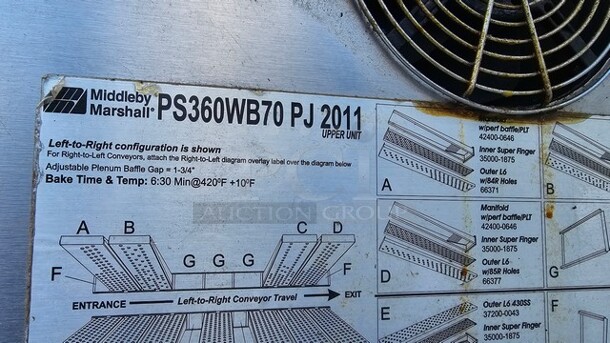 Middleby
Marshall® PS360WB70 PJ 2011
UPPER UNIT
Left-to-Right configuration is shown
For Right-to-Left Conveyors, attach the Right-to-Left diagram overlay label over the diagram below
Adjustable Plenum Baffle Gap = 1-3/4"
Bake Time & Temp: 6:30 Min@420°F +10°F
AUCTION GROUP
A B C D
G G G
F F
ENTRANCE Left-to-Right Conveyor Travel EXIT
A
w/perf baffle/PLT
42400-0646
Inner Super Finger
35000-1875
Outer L6
w/84R Holes
66371
B
D
Manifold
w/perf baffle/PLT
42400-0646
Inner Super Finger
35000-1875
Outer L6
w/85R Holes
66377
G
E
Outer L6 430SS
37200-0043
Inner Super Finger
35000-1875
F